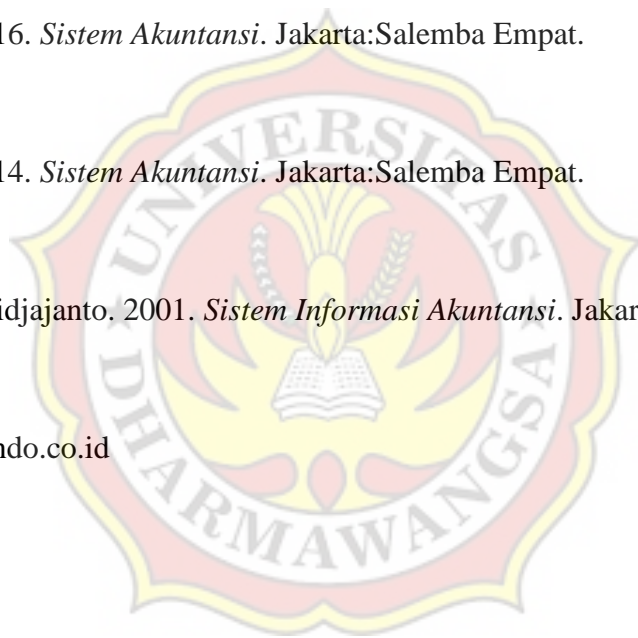 16. Sistem Akuntansi. Jakarta:Salemba Empat.
14. Sistem Akuntansi. Jakarta:Salemba Empat.
idjajanto. 2001. Sistem Informasi Akuntansi. Jakar
ndo.co.id
UNIVERSITAS
DHARMAWANGSA